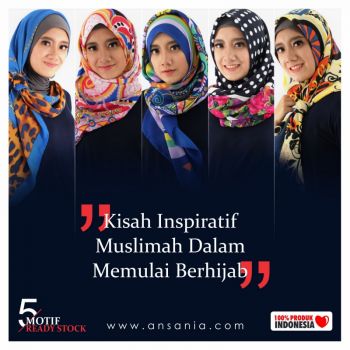 "Kisah Inspiratif
Muslimah Dalam
Memulai Berhijab"
5 MOTIF
READY STOCK
www.ansania.com
100% PRODUK
INDONESIA